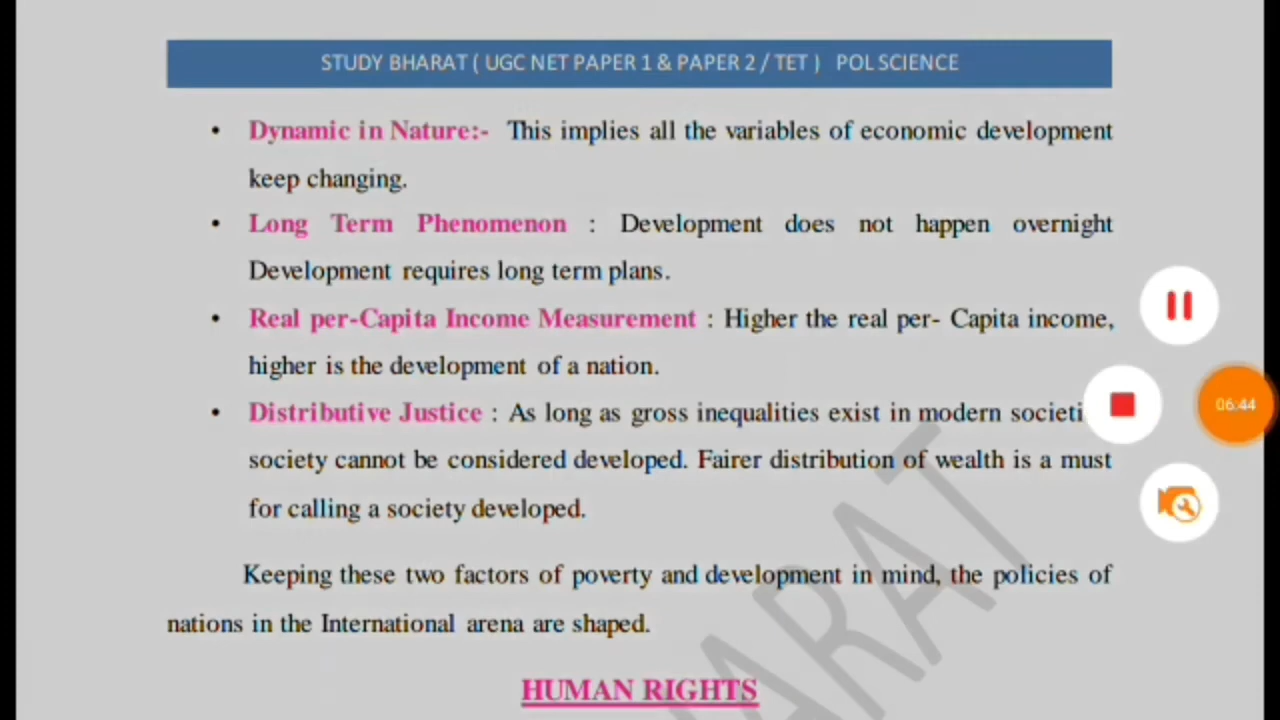 STUDY BHARAT ( UGC NET PAPER 1 & PAPER 2 / TET ) POL SCIENCE
• Dynamic in Nature:- This implies all the variables of economic development
keep changing.
• Long Term Phenomenon : Development does not happen overnight
Development requires long term plans.
• Real per-Capita Income Measurement : Higher the real per- Capita income,
higher is the development of a nation.
• Distributive Justice : As long as gross inequalities exist in modern societi
society cannot be considered developed. Fairer distribution of wealth is a must
for calling a society developed.
Keeping these two factors of poverty and development in mind, the policies of
nations in the International arena are shaped.
HUMAN RIGHTS
06:44
HARAT